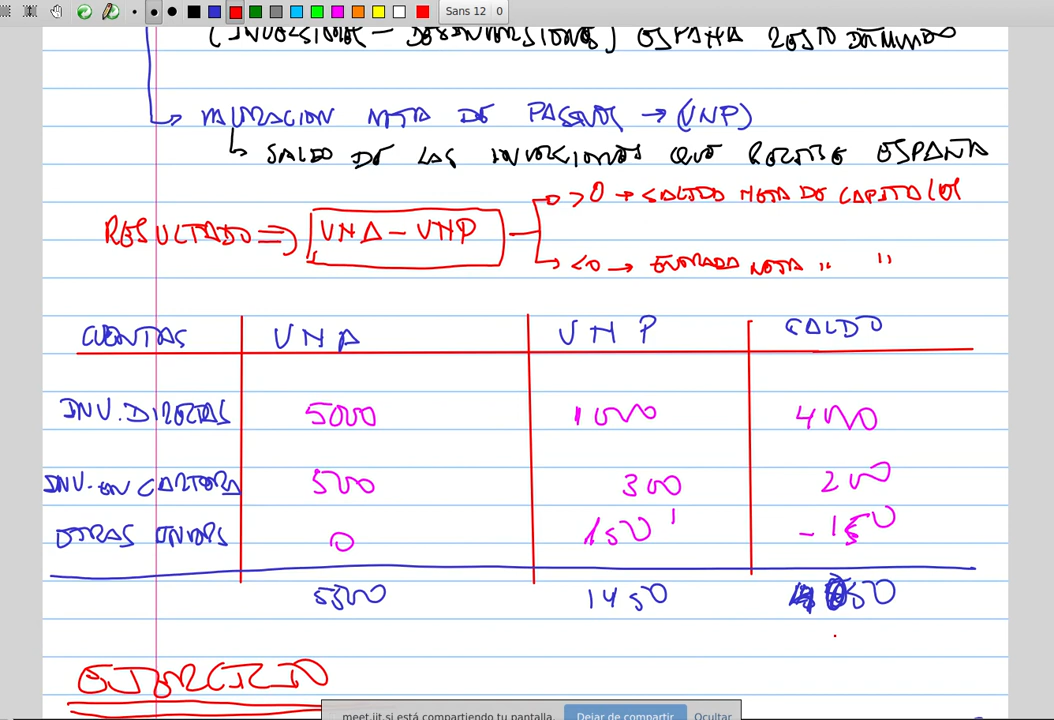 Sans 12 0
(INVERSIONES - DESINVERSIONES) ESPAÑA RESTO DE MUNDO
VALORACION NETA DE PASIVOS → (VNP)
SALDO DE LAS INVERSIONES QUE RECIBE ESPAÑA
RESULTADO ⇒ VNA - VNP
> 0 → SALIDA NETA DE CAPITALES
< 0 → ENTRADA NETA " "
CUENTAS VNA VNP SALDO
INV. DIRECTAS 5000 1000 4000
INV. EN CARTERA 500 300 200
OTRAS INVERS 0 150 -150
5500 1450
EJERCICIO
meet.jit.si está compartiendo tu pantalla. Dejar de compartir Ocultar